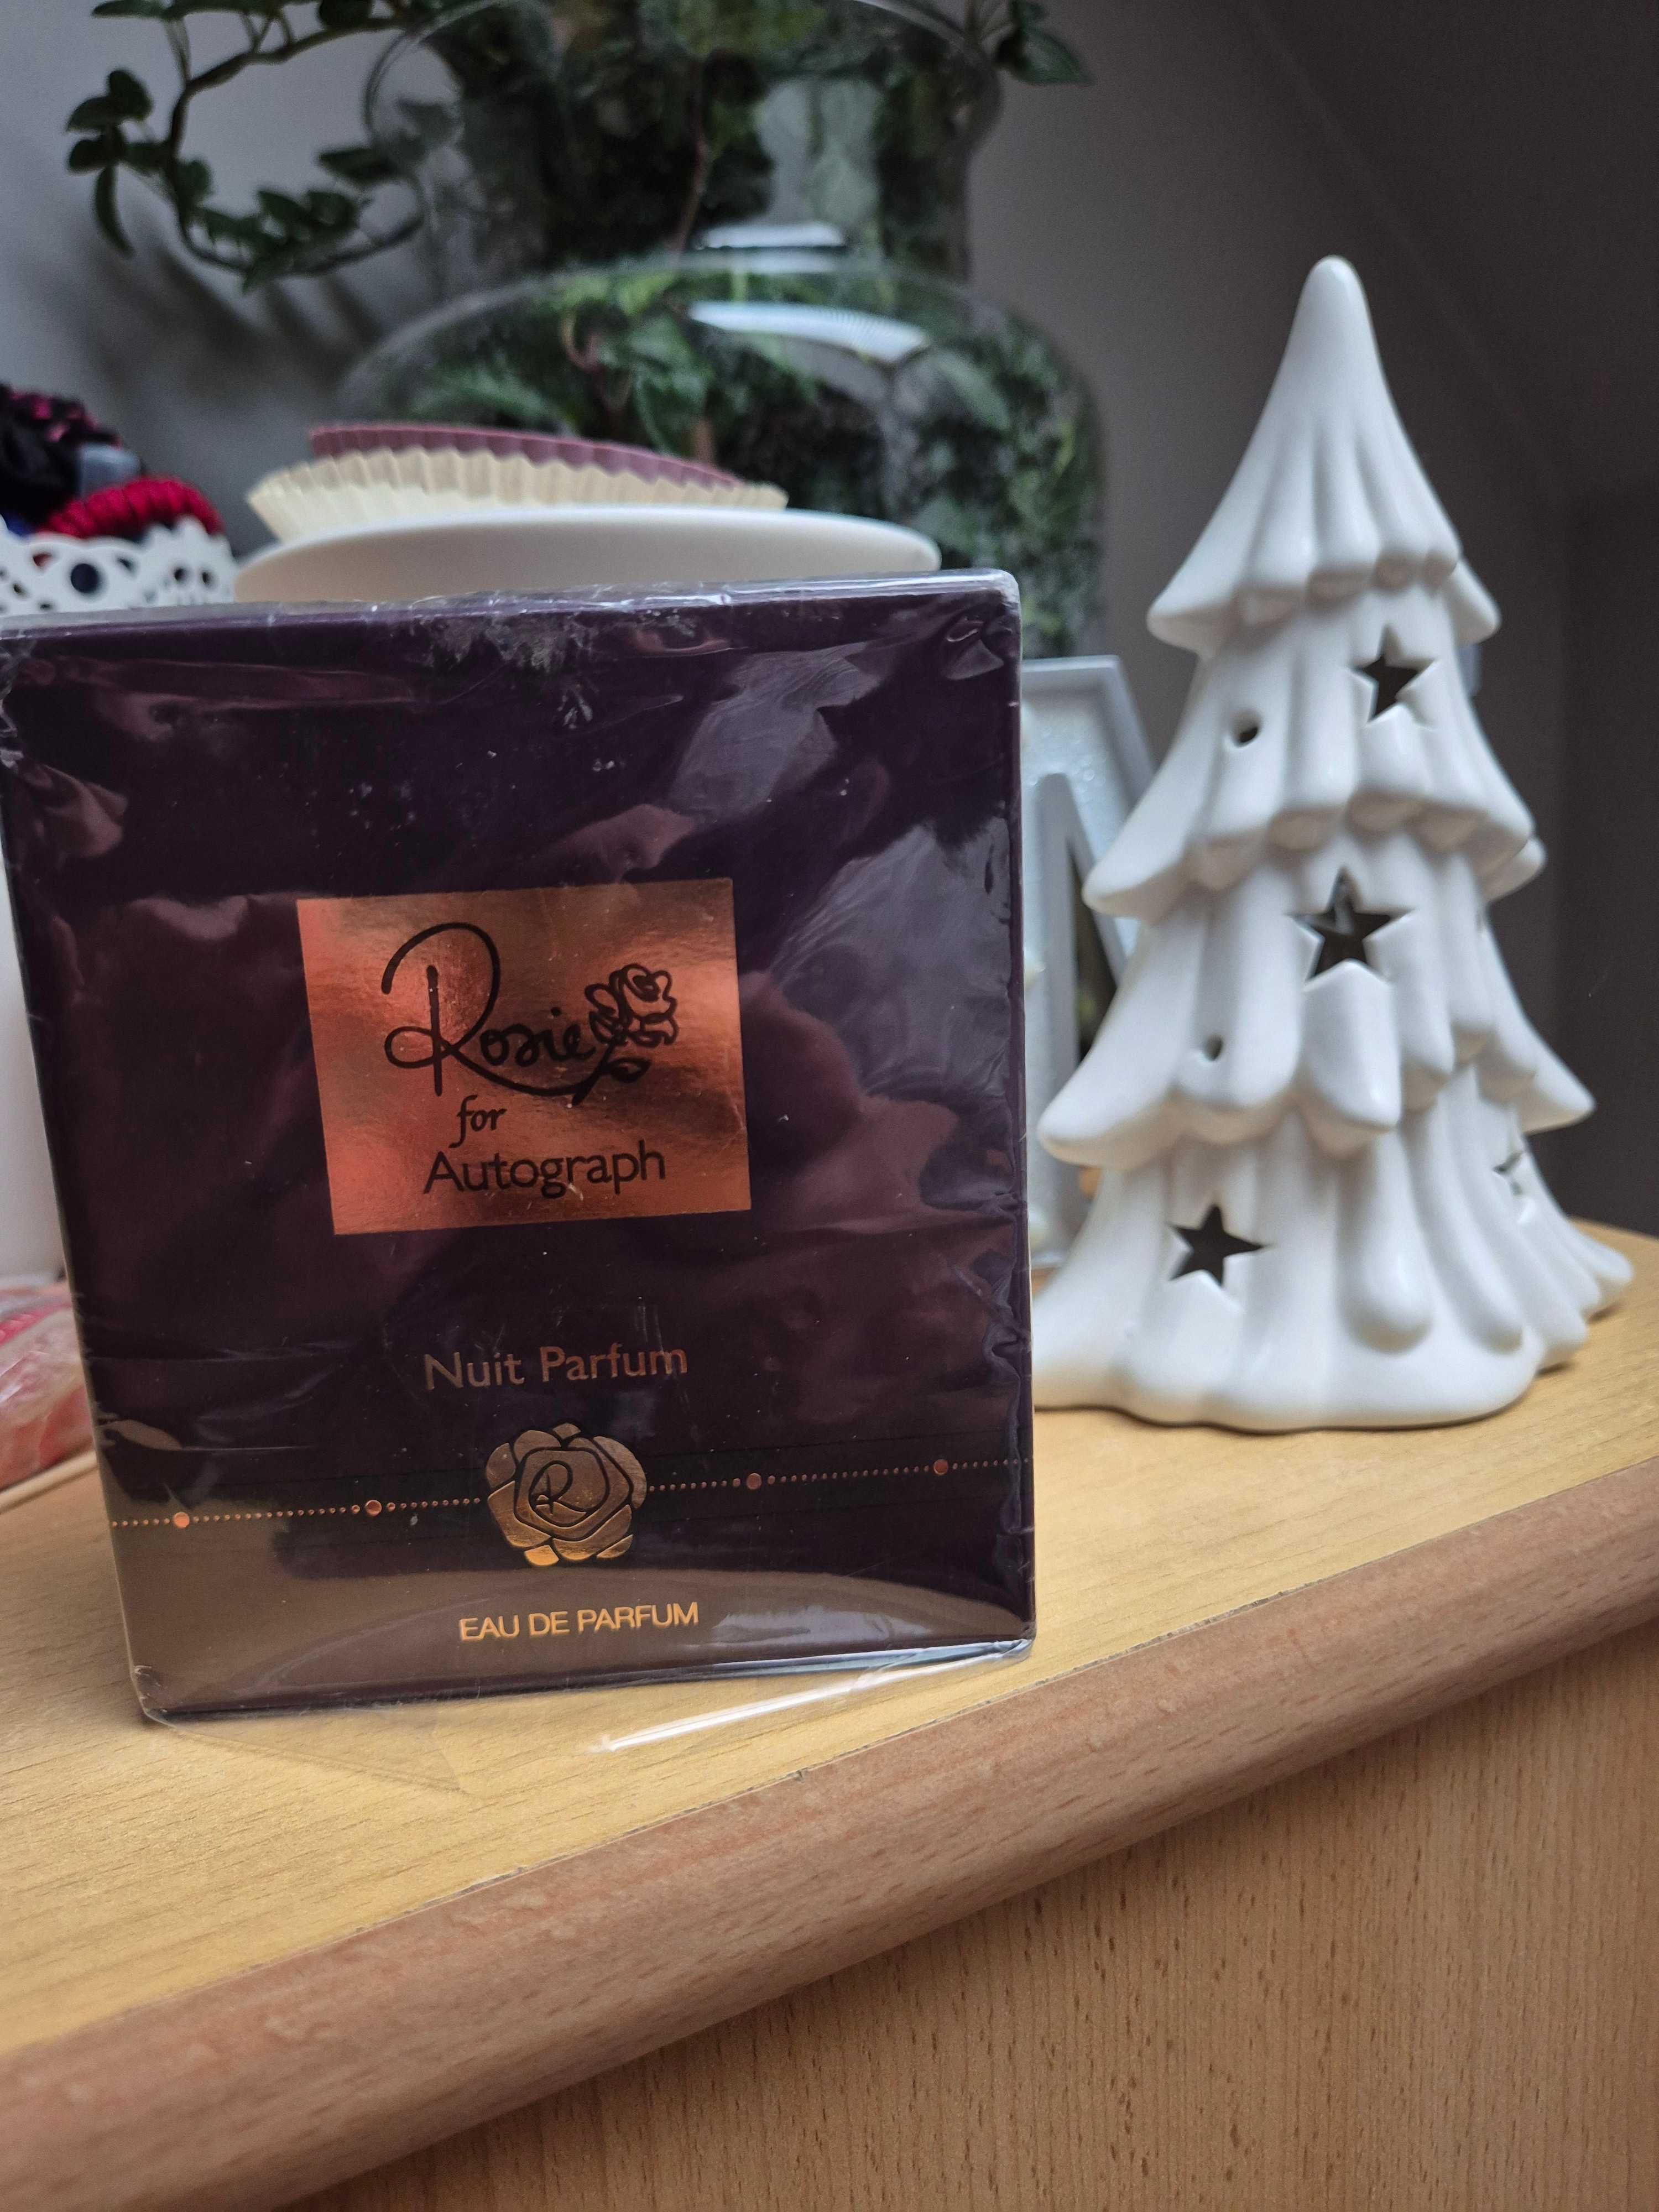 Rosie
for
Autograph
Nuit Parfum
R
EAU DE PARFUM